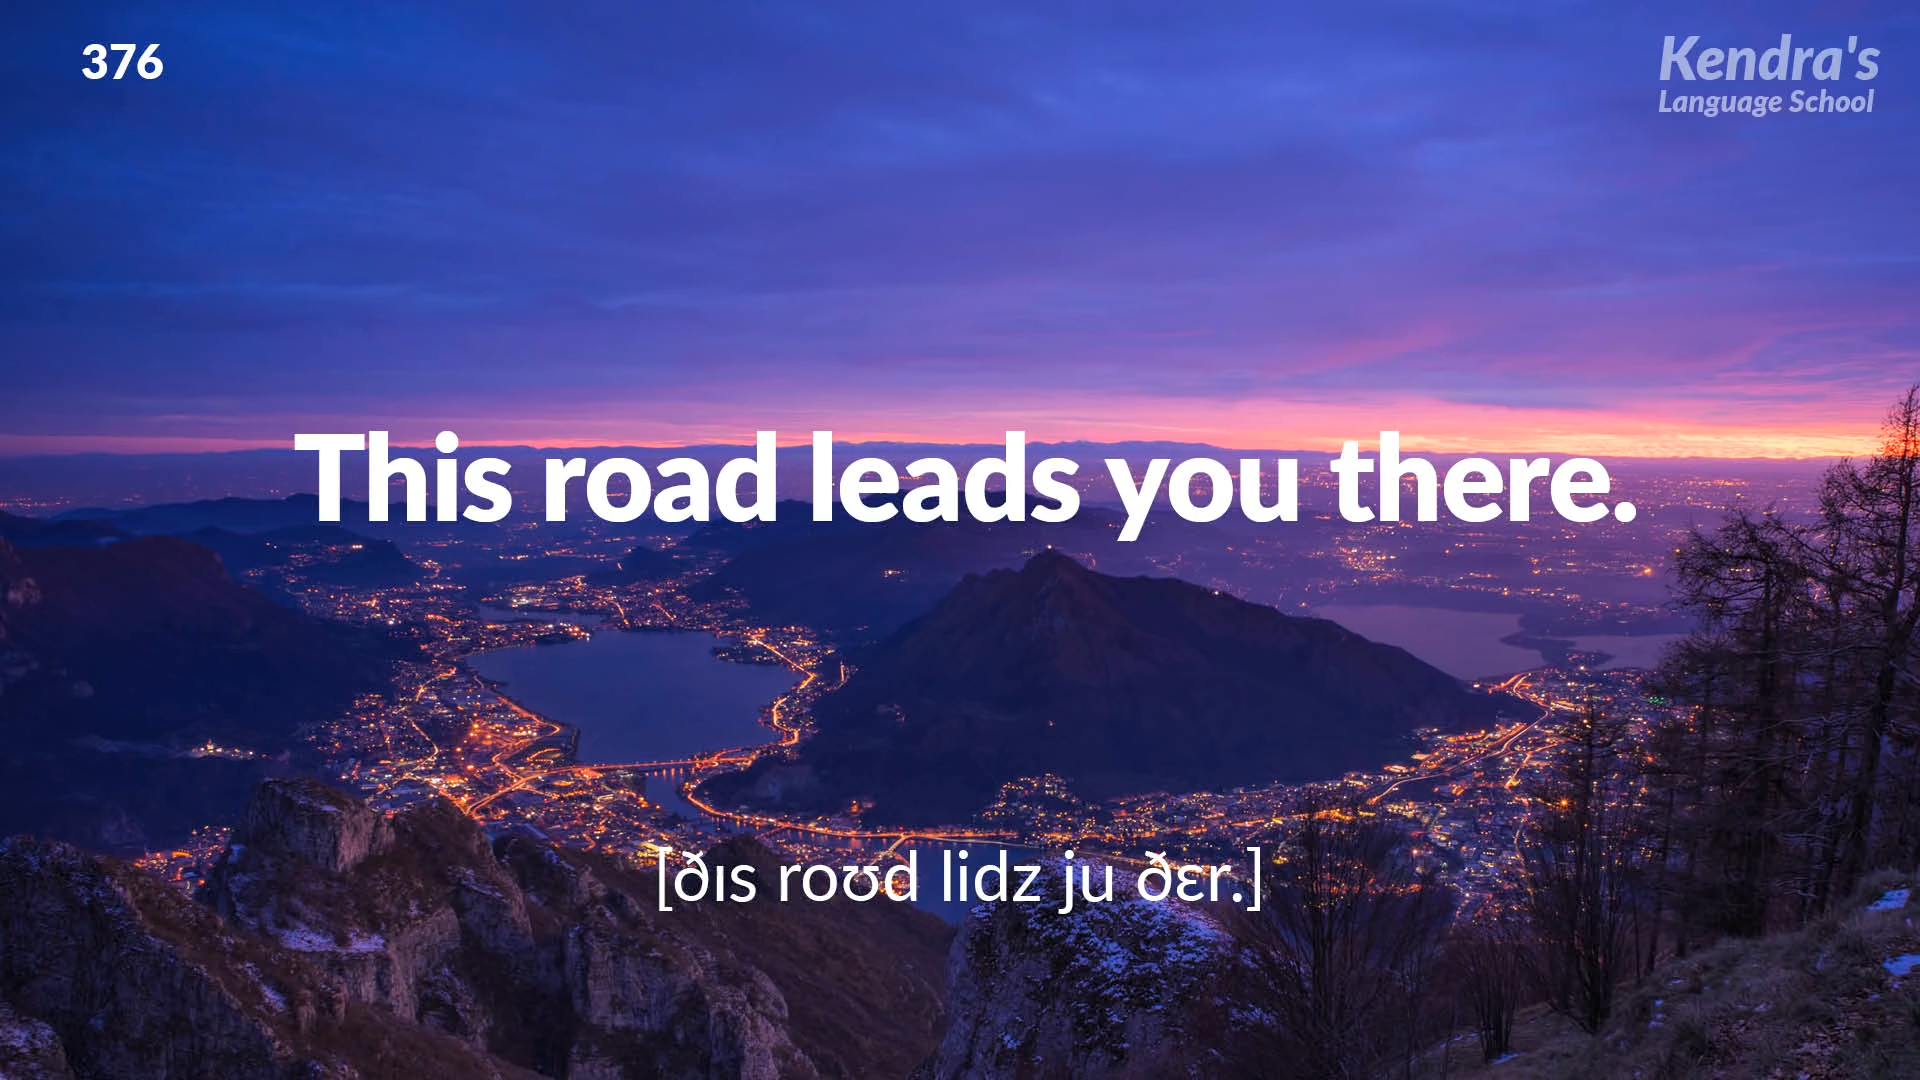 376
Kendra's
Language School
This road leads you there.
[ðɪs roʊd lidz ju ðɛr.]